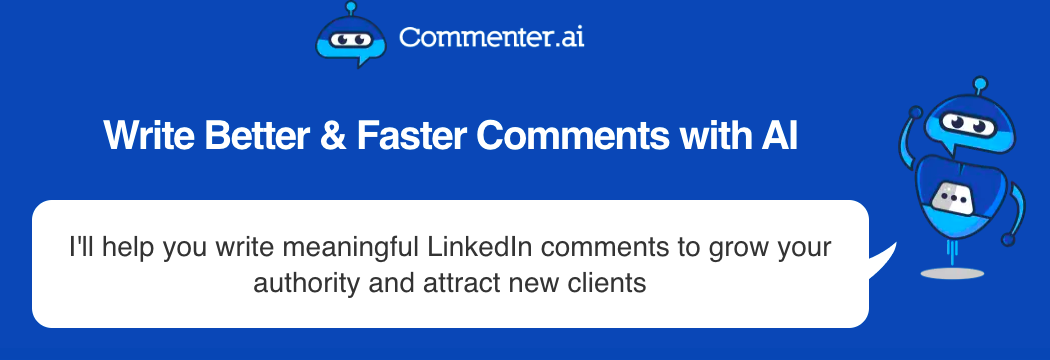 Commenter.ai
Write Better & Faster Comments with AI
I'll help you write meaningful LinkedIn comments to grow your
authority and attract new clients